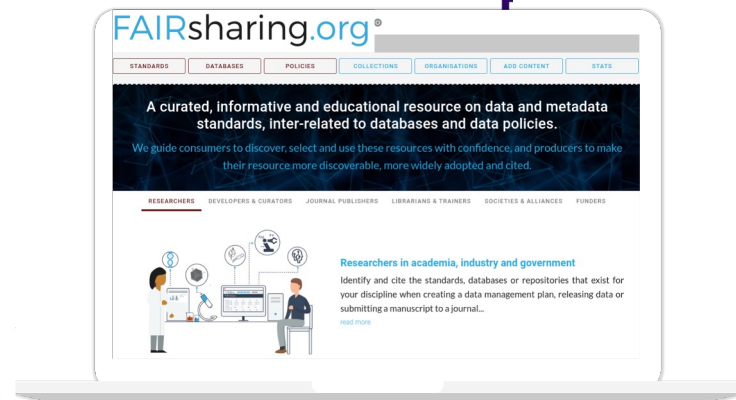 FAIRsharing.org®
STANDARDS DATABASES POLICIES COLLECTIONS ORGANISATIONS ADD CONTENT STATS
A curated, informative and educational resource on data and metadata
standards, inter-related to databases and data policies.
We guide consumers to discover, select and use these resources with confidence, and producers to make
their resource more discoverable, more widely adopted and cited.
RESEARCHERS DEVELOPERS & CURATORS JOURNAL PUBLISHERS LIBRARIANS & TRAINERS SOCIETIES & ALLIANCES FUNDERS
Researchers in academia, industry and government
Identify and cite the standards, databases or repositories that exist for
your discipline when creating a data management plan, releasing data or
submitting a manuscript to a journal...
read more